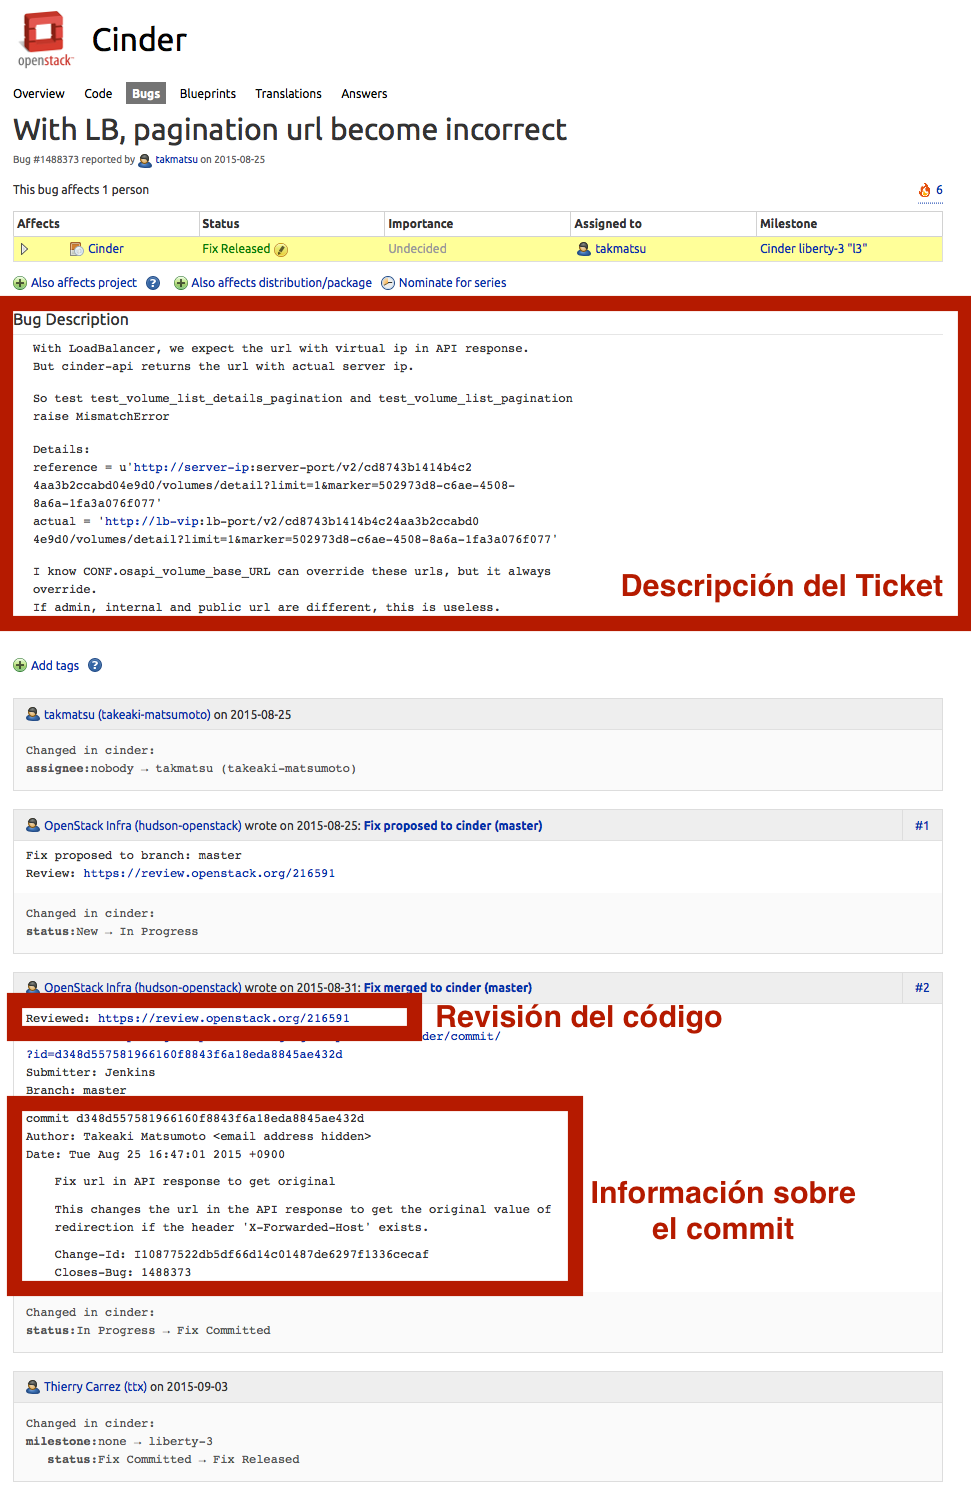 openstack™
Cinder
Overview Code Bugs Blueprints Translations Answers
With LB, pagination url become incorrect
Bug #1488373 reported by takmatsu on 2015-08-25
This bug affects 1 person
6
Affects Status Importance Assigned to Milestone
Cinder Fix Released Undecided takmatsu Cinder liberty-3 "l3"
Also affects project Also affects distribution/package Nominate for series
Bug Description
With LoadBalancer, we expect the url with virtual ip in API response.
But cinder-api returns the url with actual server ip.
So test test_volume_list_details_pagination and test_volume_list_pagination
raise MismatchError
Details:
reference = u'http://server-ip:server-port/v2/cd8743b1414b4c2
4aa3b2ccabd04e9d0/volumes/detail?limit=1&marker=502973d8-c6ae-4508-
8a6a-1fa3a076f077'
actual = 'http://lb-vip:lb-port/v2/cd8743b1414b4c24aa3b2ccabd0
4e9d0/volumes/detail?limit=1&marker=502973d8-c6ae-4508-8a6a-1fa3a076f077'
I know CONF.osapi_volume_base_URL can override these urls, but it always
override.
If admin, internal and public url are different, this is useless.
Descripción del Ticket
Add tags
takmatsu (takeaki-matsumoto) on 2015-08-25
Changed in cinder:
assignee:nobody → takmatsu (takeaki-matsumoto)
OpenStack Infra (hudson-openstack) wrote on 2015-08-25: Fix proposed to cinder (master) #1
Fix proposed to branch: master
Review: https://review.openstack.org/216591
Changed in cinder:
status:New → In Progress
OpenStack Infra (hudson-openstack) wrote on 2015-08-31: Fix merged to cinder (master) #2
Reviewed: https://review.openstack.org/216591
Revisión del código
der/commit/
?id=d348d557581966160f8843f6a18eda8845ae432d
Submitter: Jenkins
Branch: master
commit d348d557581966160f8843f6a18eda8845ae432d
Author: Takeaki Matsumoto <email address hidden>
Date: Tue Aug 25 16:47:01 2015 +0900
Fix url in API response to get original
This changes the url in the API response to get the original value of
redirection if the header 'X-Forwarded-Host' exists.
Change-Id: I10877522db5df66d14c01487de6297f1336cecaf
Closes-Bug: 1488373
Información sobre
el commit
Changed in cinder:
status:In Progress → Fix Committed
Thierry Carrez (ttx) on 2015-09-03
Changed in cinder:
milestone:none → liberty-3
status:Fix Committed → Fix Released